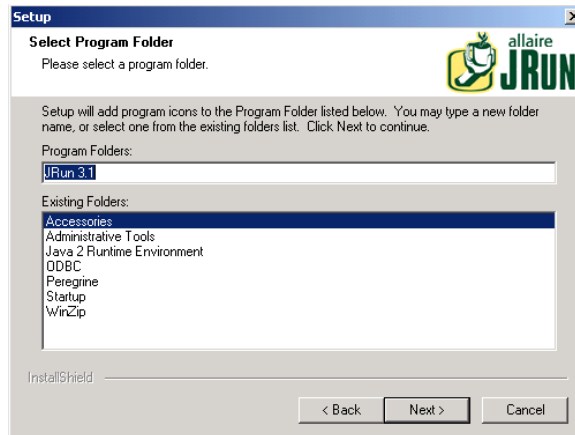 Setup
Select Program Folder
Please select a program folder.
allaire
JRUN
Setup will add program icons to the Program Folder listed below. You may type a new folder
name, or select one from the existing folders list. Click Next to continue.
Program Folders:
JRun 3.1
Existing Folders:
Accessories
Administrative Tools
Java 2 Runtime Environment
ODBC
Peregrine
Startup
WinZip
InstallShield
< Back
Next >
Cancel